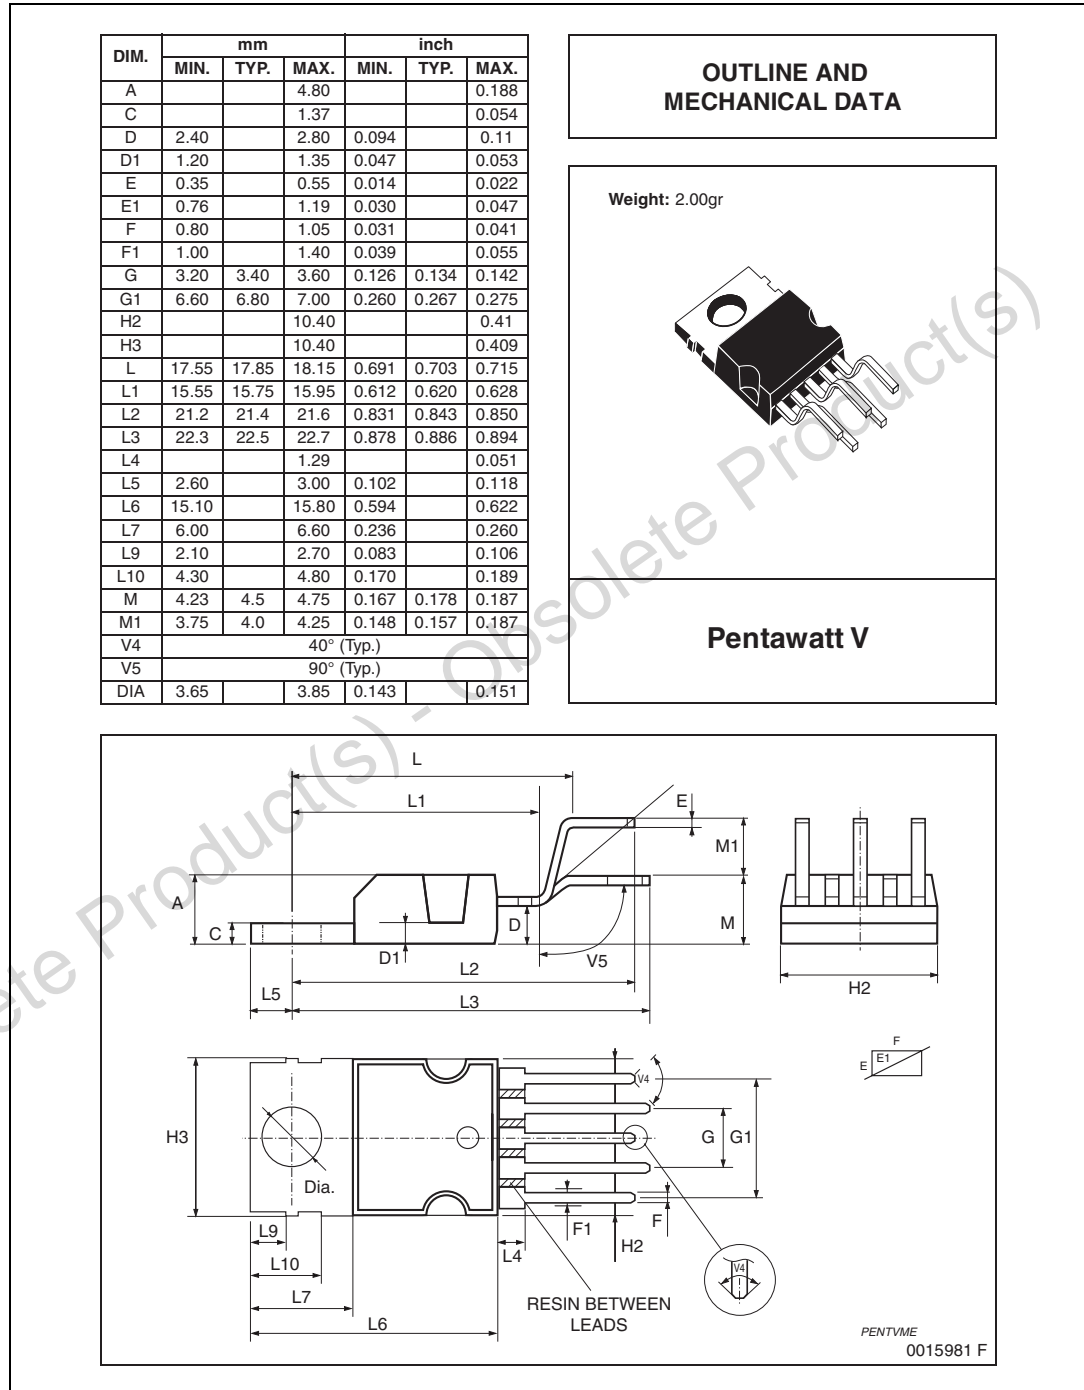 DIM. mm inch
MIN. TYP. MAX. MIN. TYP. MAX.
A 4.80 0.188
C 1.37 0.054
D 2.40 2.80 0.094 0.11
D1 1.20 1.35 0.047 0.053
E 0.35 0.55 0.014 0.022
E1 0.76 1.19 0.030 0.047
F 0.80 1.05 0.031 0.041
F1 1.00 1.40 0.039 0.055
G 3.20 3.40 3.60 0.126 0.134 0.142
G1 6.60 6.80 7.00 0.260 0.267 0.275
H2 10.40 0.41
H3 10.40 0.409
L 17.55 17.85 18.15 0.691 0.703 0.715
L1 15.55 15.75 15.95 0.612 0.620 0.628
L2 21.2 21.4 21.6 0.831 0.843 0.850
L3 22.3 22.5 22.7 0.878 0.886 0.894
L4 1.29 0.051
L5 2.60 3.00 0.102 0.118
L6 15.10 15.80 0.594 0.622
L7 6.00 6.60 0.236 0.260
L9 2.10 2.70 0.083 0.106
L10 4.30 4.80 0.170 0.189
M 4.23 4.5 4.75 0.167 0.178 0.187
M1 3.75 4.0 4.25 0.148 0.157 0.187
V4 40° (Typ.)
V5 90° (Typ.)
DIA 3.65 3.85 0.143 0.151
OUTLINE AND
MECHANICAL DATA
Weight: 2.00gr
Pentawatt V
L
L1
E
M1
A
C
D
M
D1
V5
L2
L5
L3
H2
F
E E1
V4
H3
G G1
Dia.
L9
F1
F
L4
H2
L10
V4
L7
RESIN BETWEEN
LEADS
L6
PENTVME
0015981 F
ete Product(s) - Obsolete Product(s)